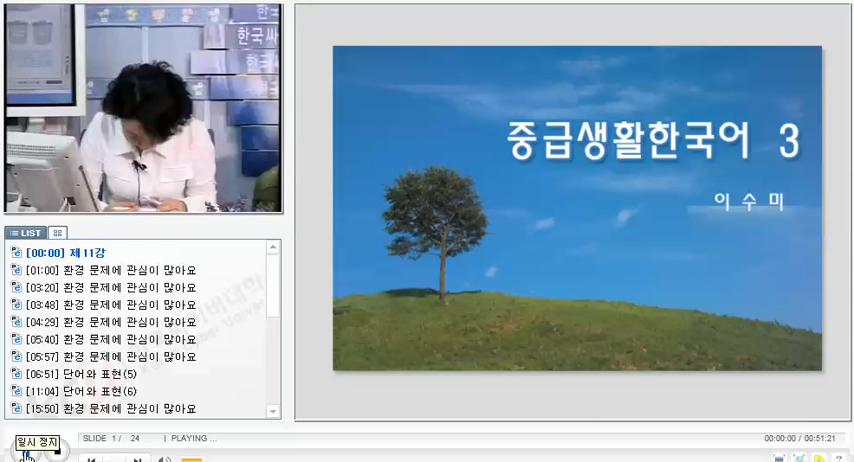 한국싸
한국
중급생활한국어 3
이 수 미
LIST
[00:00] 제 11강
[01:00] 환경 문제에 관심이 많아요
[03:20] 환경 문제에 관심이 많아요
[03:48] 환경 문제에 관심이 많아요
[04:29] 환경 문제에 관심이 많아요
[05:40] 환경 문제에 관심이 많아요
[05:57] 환경 문제에 관심이 많아요
[06:51] 단어와 표현(5)
[11:04] 단어와 표현(6)
[15:50] 환경 문제에 관심이 많아요
일시 정지
SLIDE 1 / 24 | PLAYING ...
00:00:00 / 00:51:21